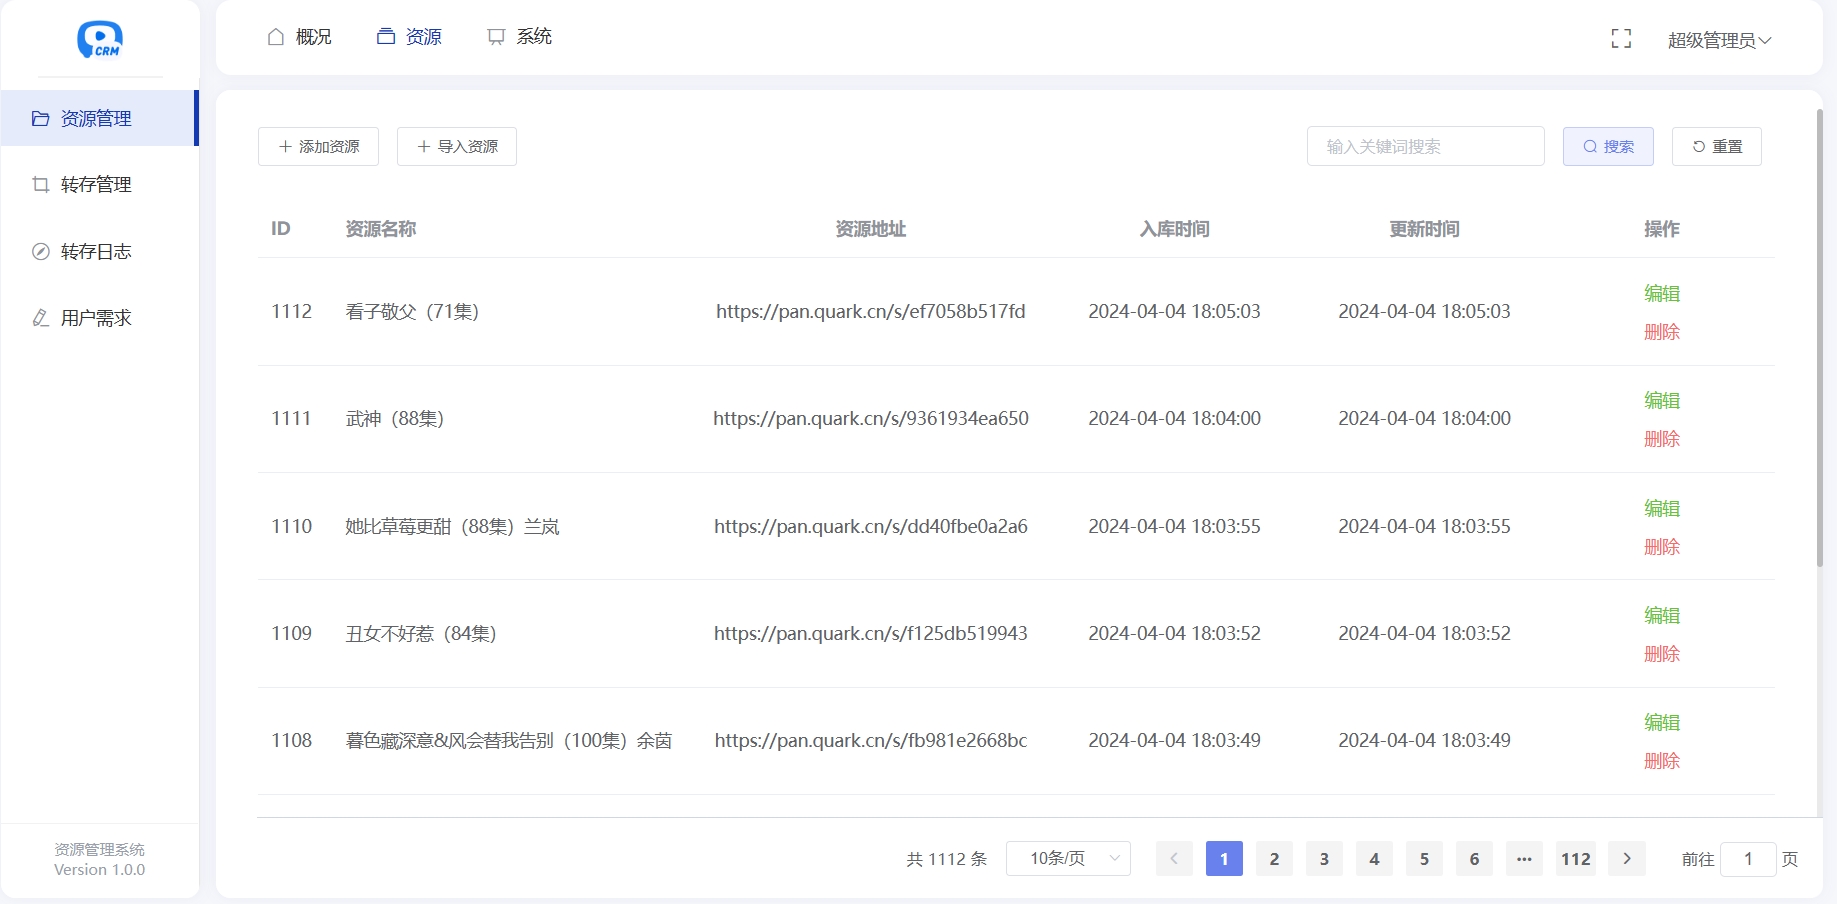 CRM
概况
资源
系统
超级管理员
资源管理
转存管理
转存日志
用户需求
添加资源
导入资源
输入关键词搜索
搜索
重置
ID 资源名称 资源地址 入库时间 更新时间 操作
1112 看子敬父（71集） https://pan.quark.cn/s/ef7058b517fd 2024-04-04 18:05:03 2024-04-04 18:05:03 编辑
删除
1111 武神（88集） https://pan.quark.cn/s/9361934ea650 2024-04-04 18:04:00 2024-04-04 18:04:00 编辑
删除
1110 她比草莓更甜（88集）兰岚 https://pan.quark.cn/s/dd40fbe0a2a6 2024-04-04 18:03:55 2024-04-04 18:03:55 编辑
删除
1109 丑女不好惹（84集） https://pan.quark.cn/s/f125db519943 2024-04-04 18:03:52 2024-04-04 18:03:52 编辑
删除
1108 暮色藏深意&风会替我告别（100集）余茵 https://pan.quark.cn/s/fb981e2668bc 2024-04-04 18:03:49 2024-04-04 18:03:49 编辑
删除
共 1112 条 10条/页 1 2 3 4 5 6 ··· 112 前往 1 页
资源管理系统
Version 1.0.0